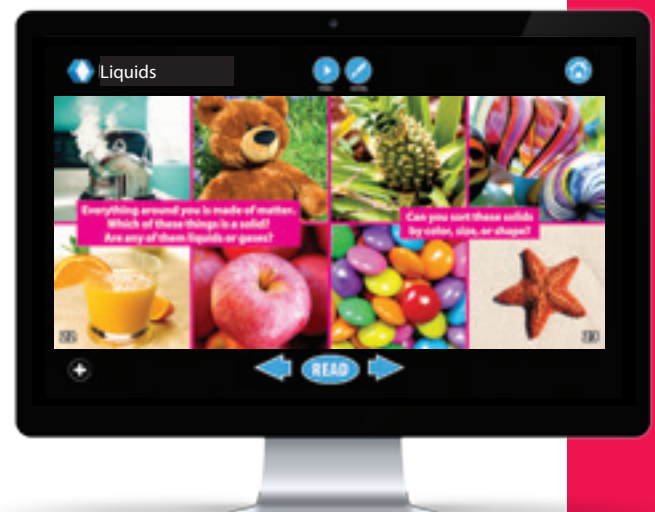 Liquids
Everything around you is made of matter.
Which of these things is a solid?
Are any of them liquids or gases?
Can you sort these solids
by color, size, or shape?
READ